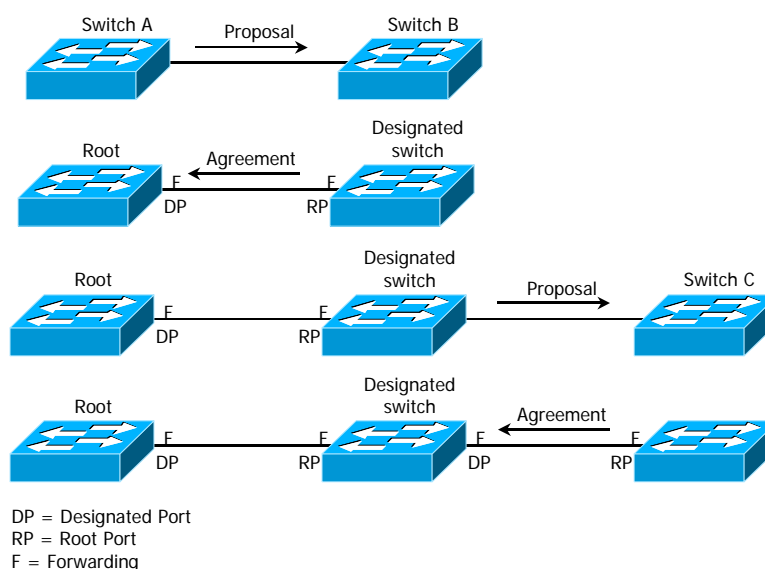 Switch A
Proposal
Switch B
Designated
switch
Root
Agreement
F
F
DP
RP
Designated
switch
Root
Proposal
Switch C
F
F
DP
RP
Designated
switch
Root
Agreement
F
F
F
F
DP
RP
DP
RP
DP = Designated Port
RP = Root Port
F = Forwarding